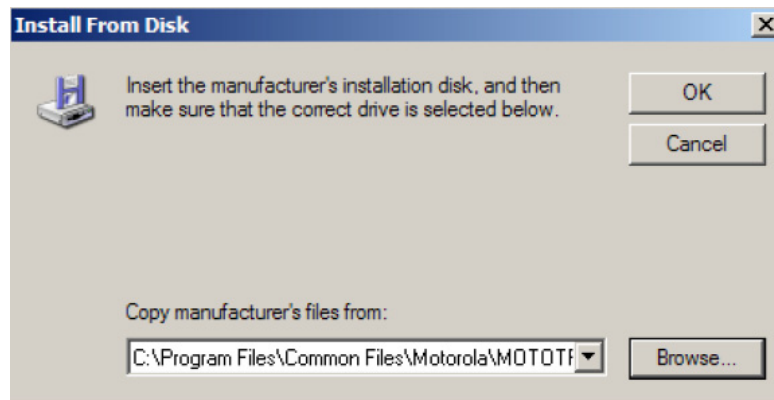 Install From Disk
Insert the manufacturer's installation disk, and then
make sure that the correct drive is selected below.
OK
Cancel
Copy manufacturer's files from:
C:\Program Files\Common Files\Motorola\MOTOTF
Browse...